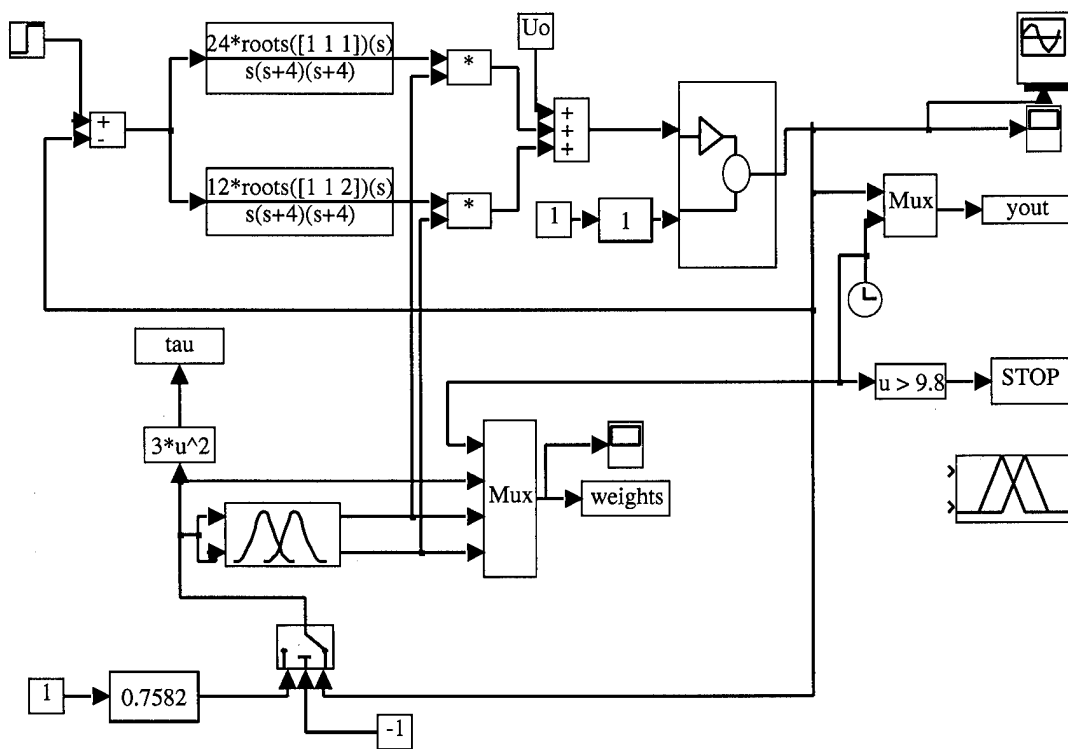 Uo
24*roots([1 1 1])(s)
s(s+4)(s+4)
*
+
-
+
+
+
12*roots([1 1 2])(s)
s(s+4)(s+4)
*
1
1
Mux
yout
tau
u > 9.8
STOP
3*u^2
Mux
weights
1
0.7582
-1